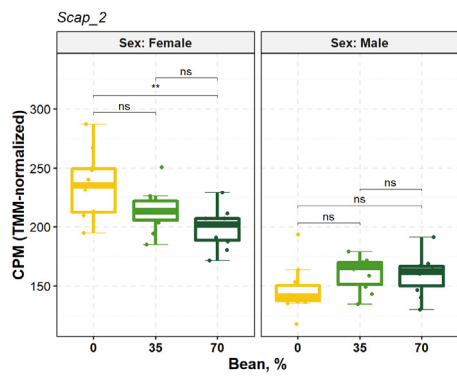 Scap_2
Sex: Female
Sex: Male
CPM (TMM-normalized)
300
250
200
150
ns
**
ns
ns
ns
ns
0
35
70
0
35
70
Bean, %